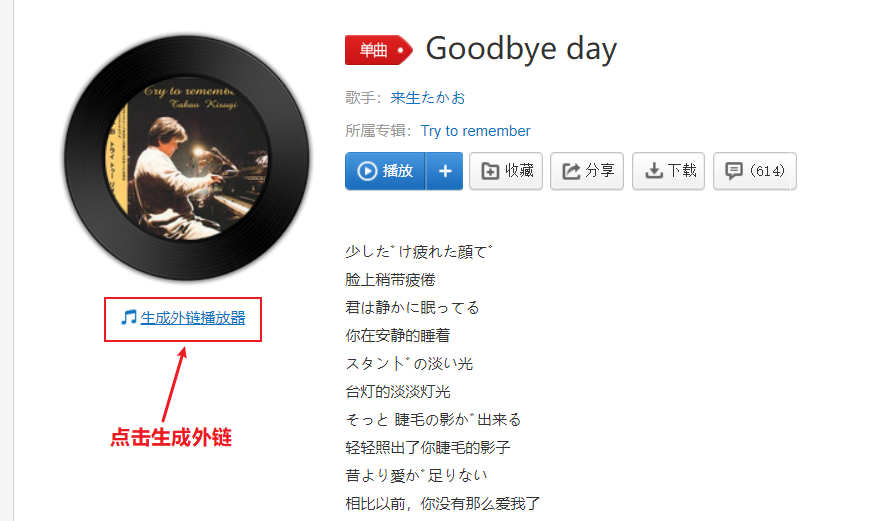 Try to remember
Takao Kisugi
单曲
Goodbye day
歌手：来生たかお
所属专辑：Try to remember
播放
+
收藏
分享
下载
(614)
生成外链播放器
点击生成外链
少しだけ疲れた顔で
脸上稍带疲倦
君は静かに眠ってる
你在安静的睡着
スタンドの淡い光
台灯的淡淡灯光
そっと 睫毛の影が出来る
轻轻照出了你睫毛的影子
昔より愛が足りない
相比以前，你没有那么爱我了